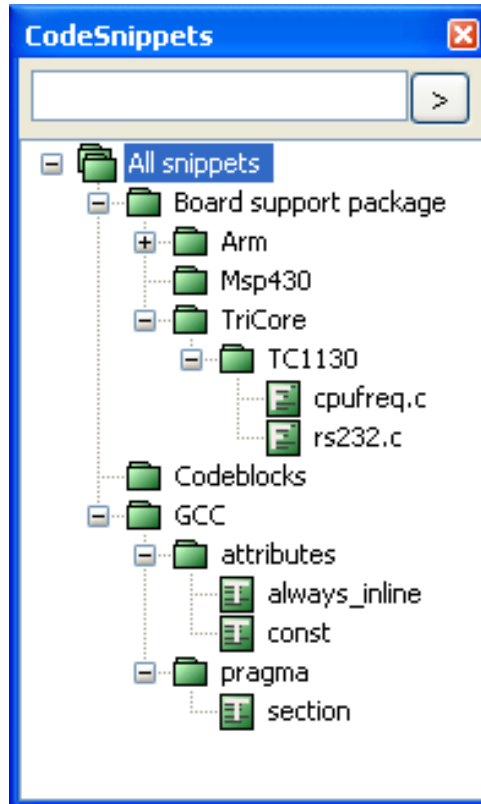 CodeSnippets
>
All snippets
Board support package
Arm
Msp430
TriCore
TC1130
cpufreq.c
rs232.c
Codeblocks
GCC
attributes
always_inline
const
pragma
section